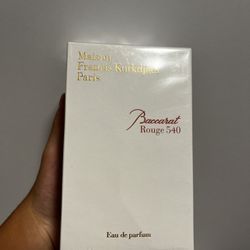 Maison
Francis Kurkdjian
Paris
Baccarat
Rouge 540
Eau de parfum